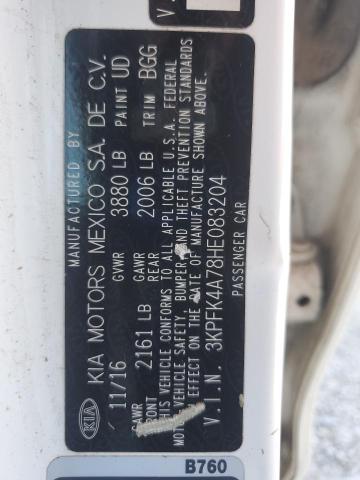 MANUFACTURED BY
KIA KIA MOTORS MEXICO S.A. DE C.V.
11/16 GVWR 3880 LB PAINT UD
GAWR FRONT 2161 LB GAWR REAR 2006 LB TRIM BGG
THIS VEHICLE CONFORMS TO ALL APPLICABLE U.S.A. FEDERAL
MOTOR VEHICLE SAFETY, BUMPER, AND THEFT PREVENTION STANDARDS
IN EFFECT ON THE DATE OF MANUFACTURE SHOWN ABOVE.
V.I.N. 3KPFK4A78HE083204
PASSENGER CAR
B760
V.